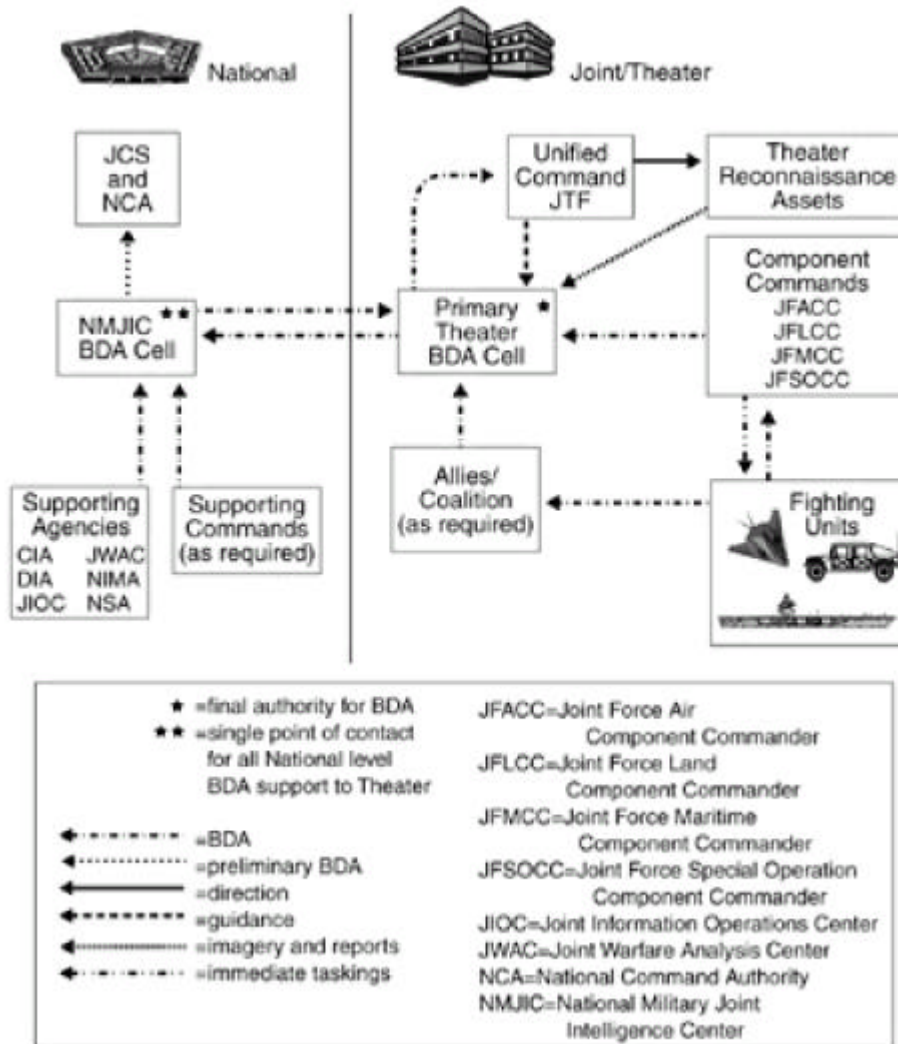 National
Joint/Theater
JCS
and
NCA
Unified
Command
JTF
Theater
Reconnaissance
Assets
NMJIC ★★
BDA Cell
Primary ★
Theater
BDA Cell
Component
Commands
JFACC
JFLCC
JFMCC
JFSOCC
Supporting
Agencies
CIA JWAC
DIA NIMA
JIOC NSA
Supporting
Commands
(as required)
Allies/
Coalition
(as required)
Fighting
Units
★ =final authority for BDA
★★ =single point of contact
for all National level
BDA support to Theater
=BDA
=preliminary BDA
=direction
=guidance
=imagery and reports
=immediate taskings
JFACC=Joint Force Air
Component Commander
JFLCC=Joint Force Land
Component Commander
JFMCC=Joint Force Maritime
Component Commander
JFSOCC=Joint Force Special Operation
Component Commander
JIOC=Joint Information Operations Center
JWAC=Joint Warfare Analysis Center
NCA=National Command Authority
NMJIC=National Military Joint
Intelligence Center